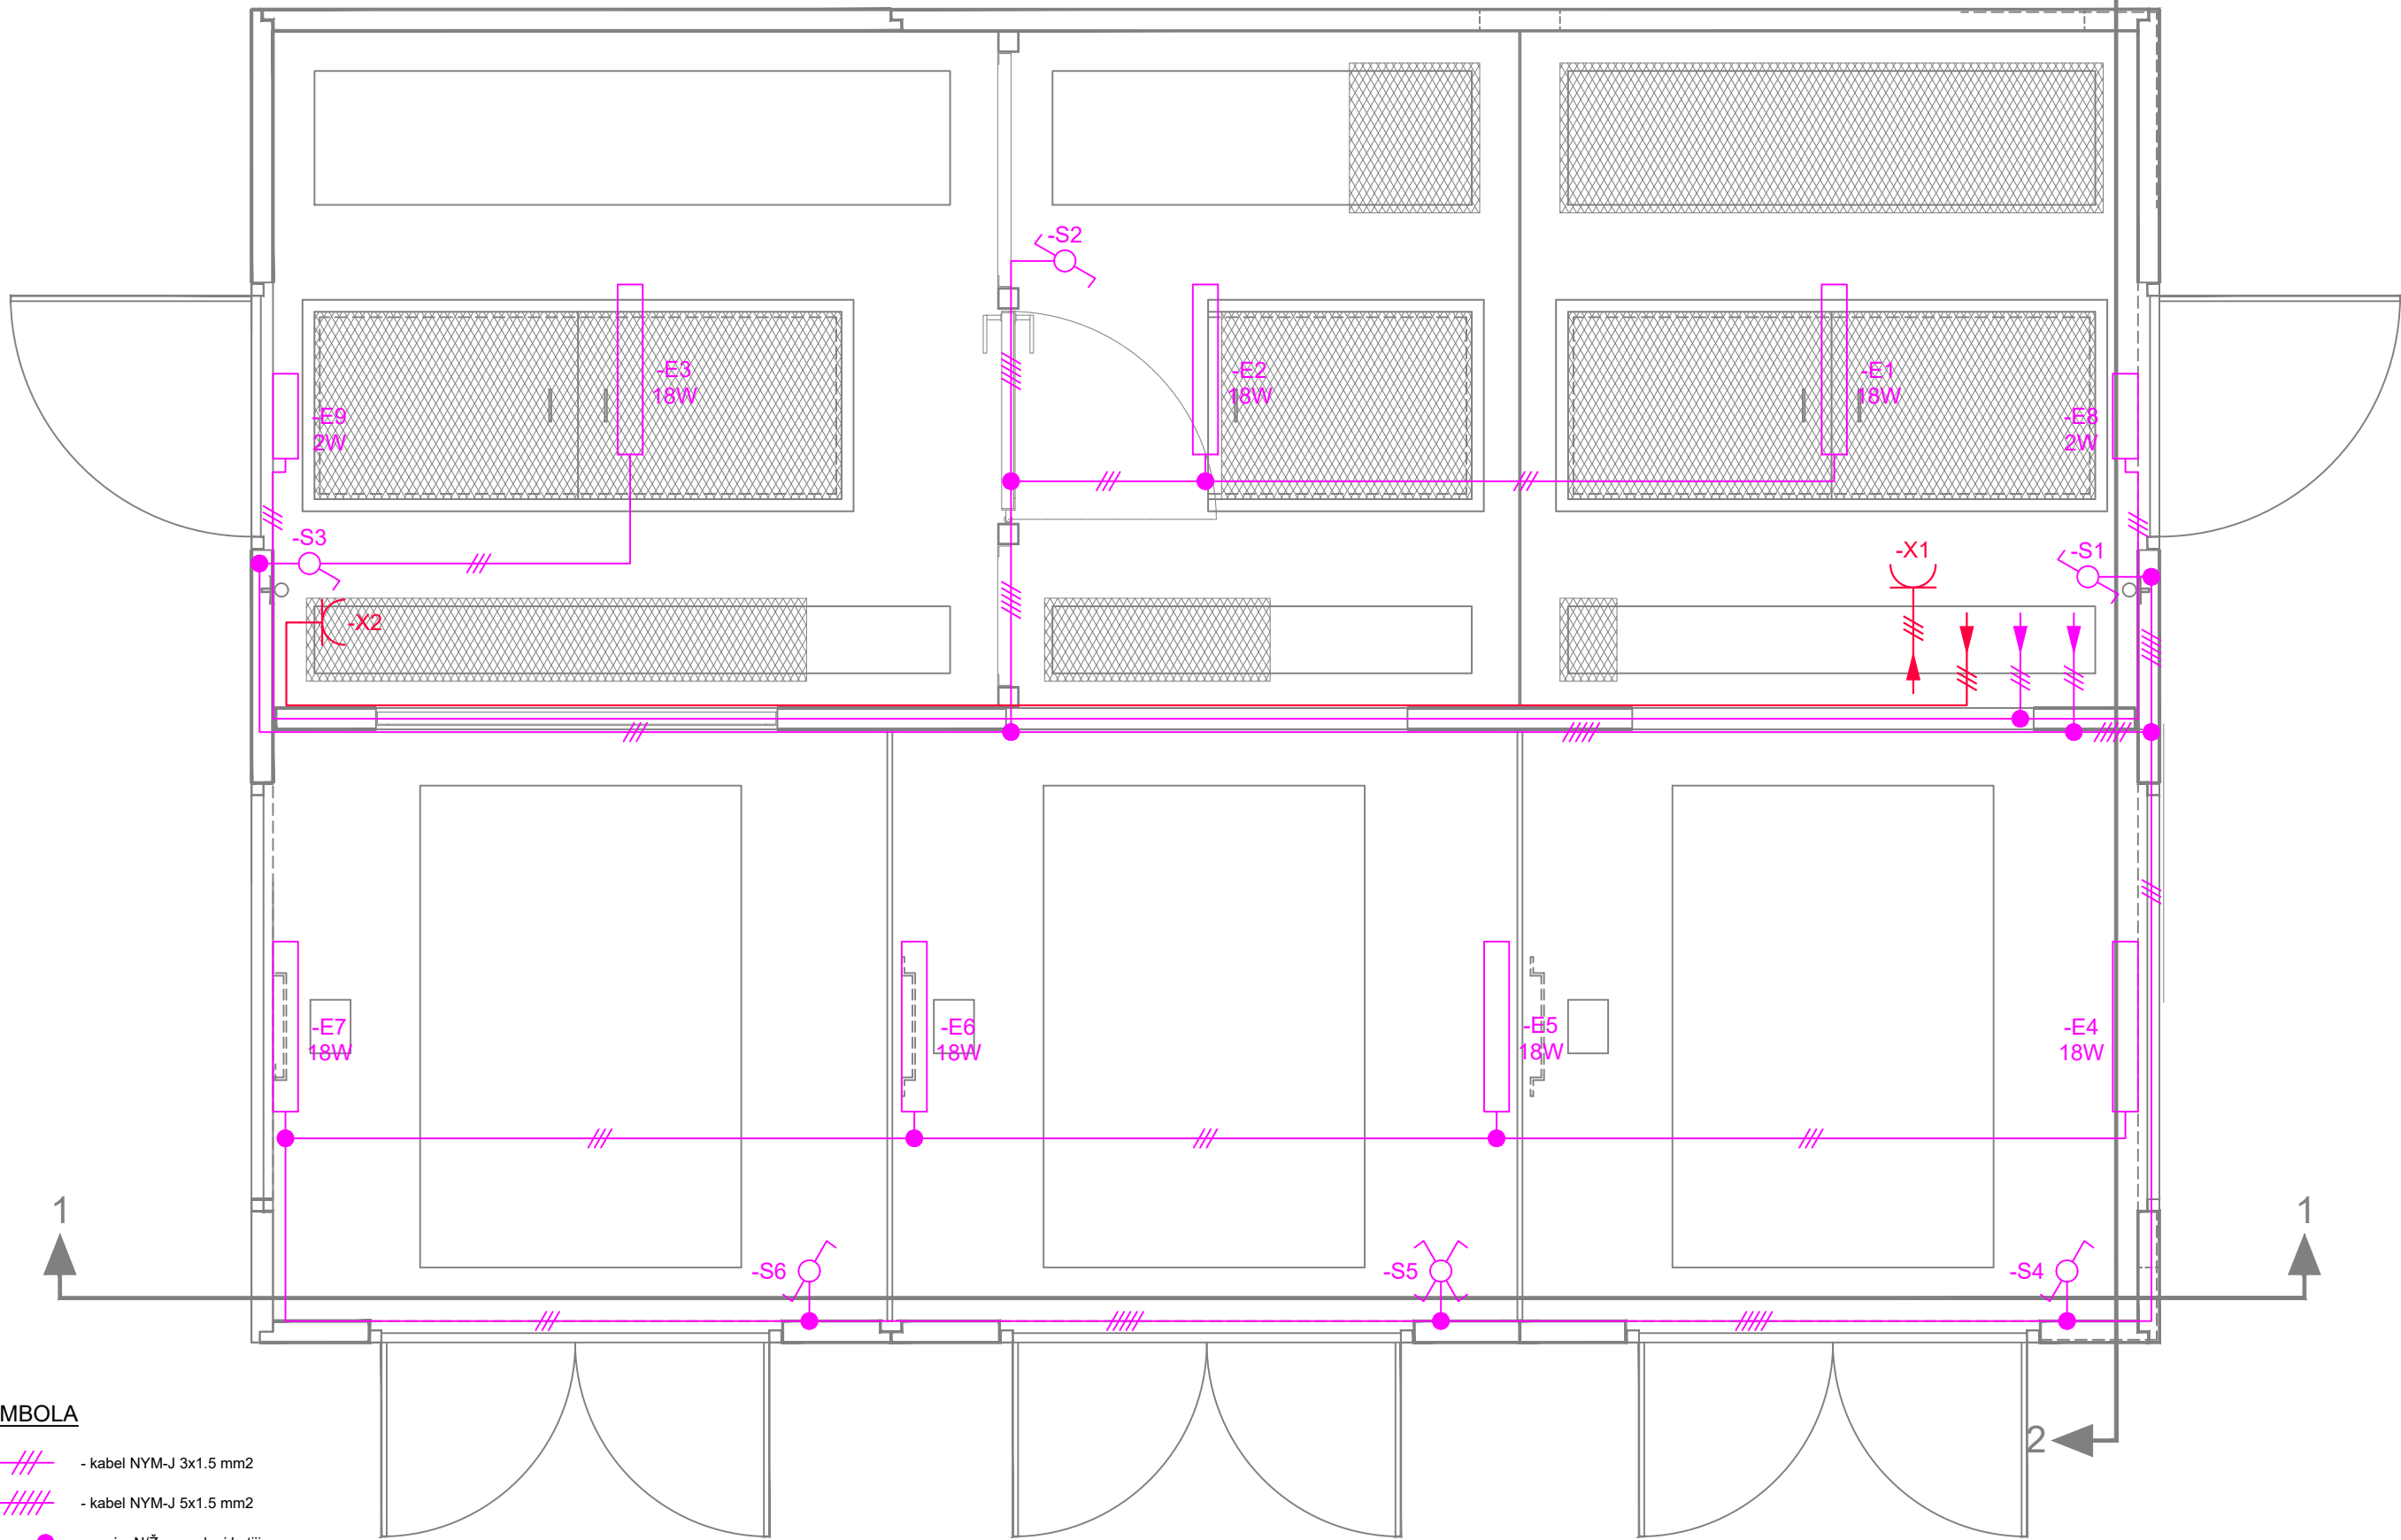 -S2
-E3
18W
-E2
18W
-E1
18W
-E9
2W
-E8
2W
-S3
-X1
-S1
-X2
-E7
18W
-E6
18W
-E5
18W
-E4
18W
1
1
-S6
-S5
-S4
MBOLA
2
- kabel NYM-J 3x1.5 mm2
- kabel NYM-J 5x1.5 mm2